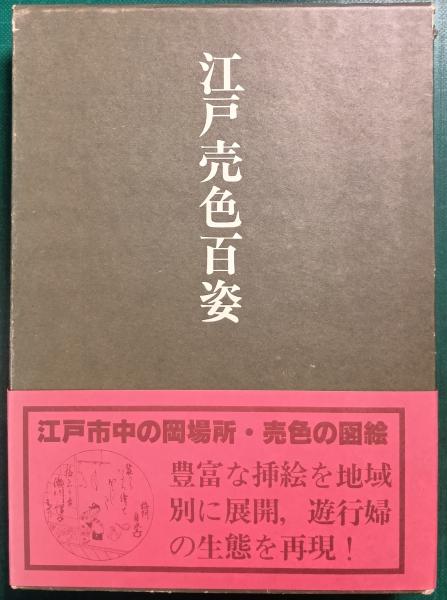 江戸売色百姿
江戸市中の岡場所・売色の図絵
豊富な挿絵を地域
別に展開，遊行婦
の生態を再現！